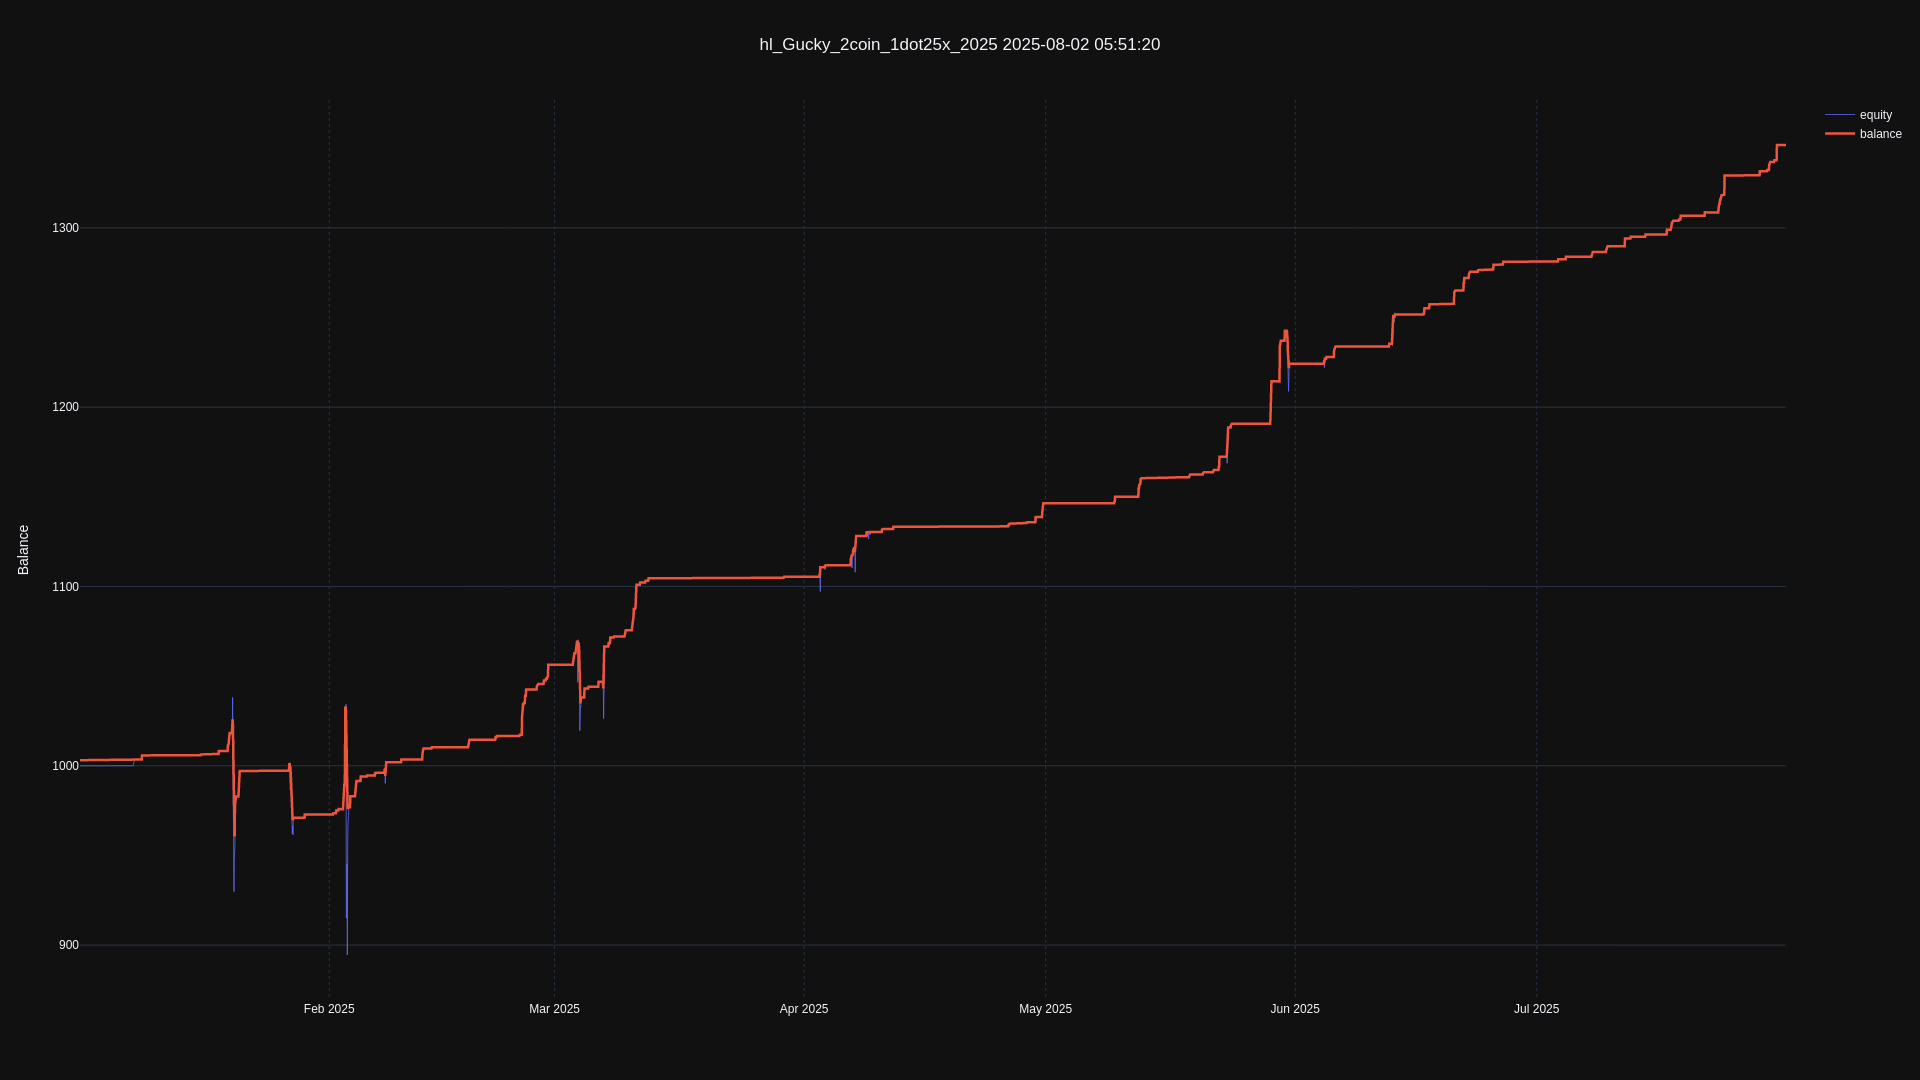 hl_Gucky_2coin_1dot25x_2025 2025-08-02 05:51:20
equity
balance
1300
1200
1100
1000
900
Balance
Feb 2025
Mar 2025
Apr 2025
May 2025
Jun 2025
Jul 2025